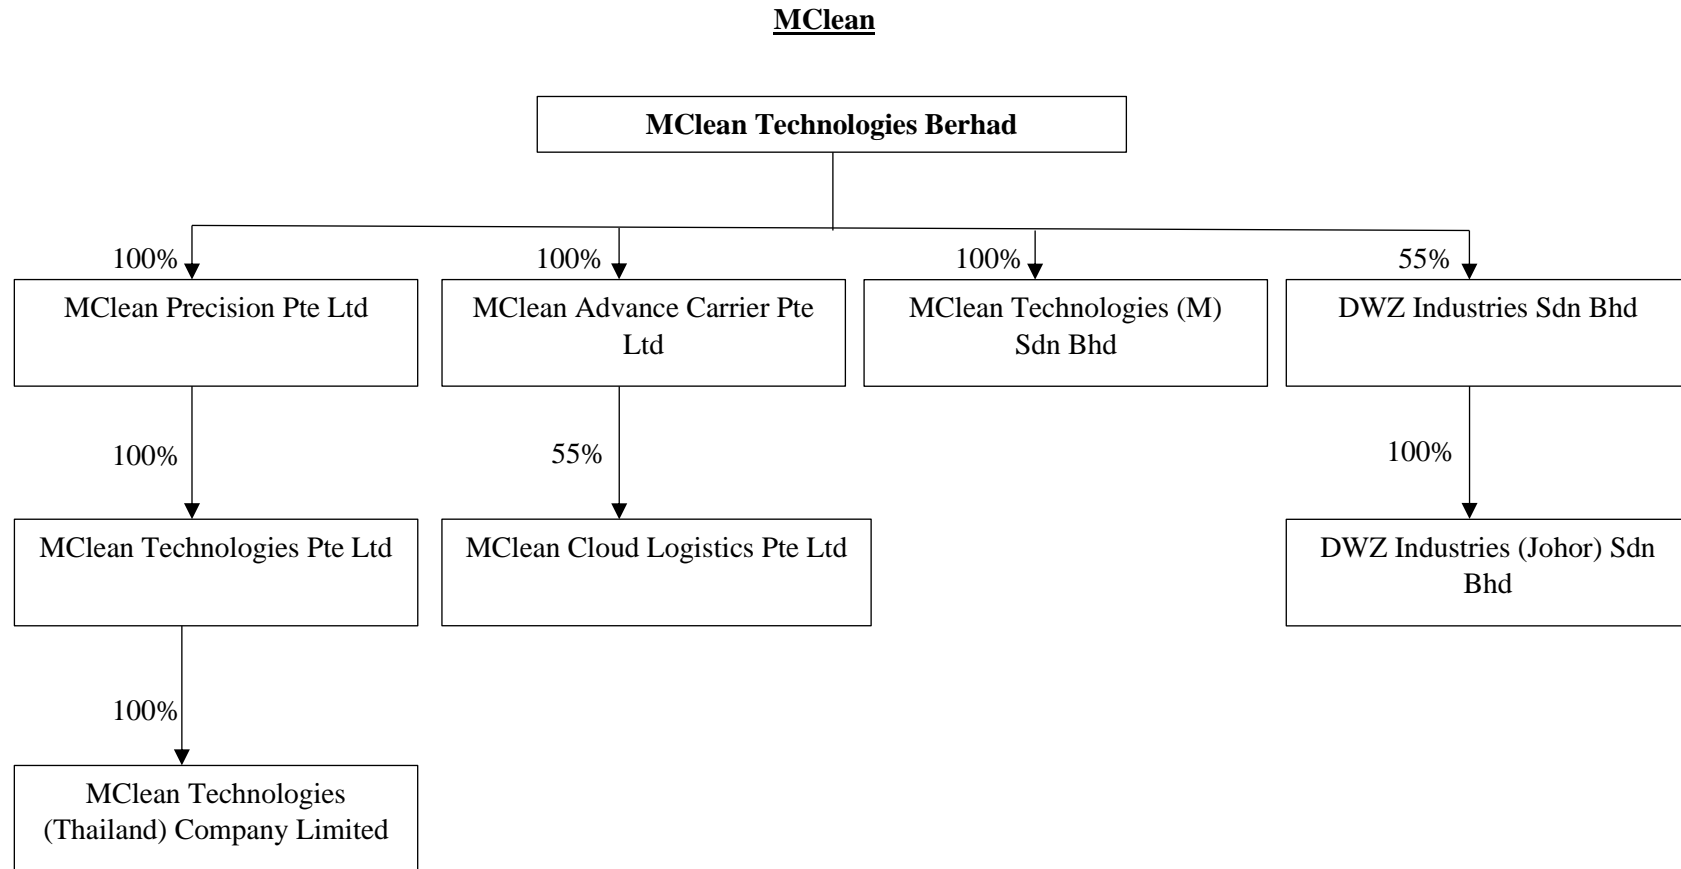 MClean
MClean Technologies Berhad
100%
100%
100%
55%
MClean Precision Pte Ltd
MClean Advance Carrier Pte
Ltd
MClean Technologies (M)
Sdn Bhd
DWZ Industries Sdn Bhd
100%
55%
100%
MClean Technologies Pte Ltd
MClean Cloud Logistics Pte Ltd
DWZ Industries (Johor) Sdn
Bhd
100%
MClean Technologies
(Thailand) Company Limited